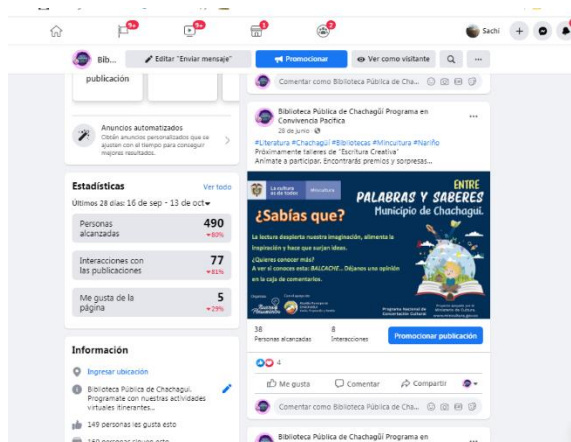 9+
9+
9
2
Sachi
Bib...
Editar "Enviar mensaje"
Promocionar
Ver como visitante
publicación
Anuncios automatizados
Obtén anuncios personalizados que se
ajustan con el tiempo para conseguir
mejores resultados.
Estadísticas
Ver todo
Últimos 28 días: 16 de sep - 13 de oct
Personas
alcanzadas
490
80%
Interacciones con
las publicaciones
77
81%
Me gusta de la
página
5
29%
Información
Ingresar ubicación
Biblioteca Pública de Chachagui.
Programate con nuestras actividades
virtuales itinerantes...
149 personas les gusta esto
Comentar como Biblioteca Pública de Cha...
Biblioteca Pública de Chachagüí Programa en
Convivencia Pacífica
28 de junio
#Literatura #Chachagüí #Bibliotecas #Mincultura #Nariño
Próximamente talleres de "Escritura Creativa"
Animate a participar. Encontrarás premios y sorpresas...
La cultura
es de todos
Mincultura
ENTRE
PALABRAS Y SABERES
Municipio de Chachagui.
¿Sabías que?
La lectura despierta nuestra imaginación, alimenta la
inspiración y hace que surjan ideas.
¿Quieres conocer más?
A ver si conoces esta: BALCACHE... Déjanos una opinión
en la caja de comentarios.
Programa Nacional de
Concertación Cultural
38
Personas alcanzadas
8
Interacciones
Promocionar publicación
4
Me gusta
Comentar
Compartir
Comentar como Biblioteca Pública de Cha...
Biblioteca Pública de Chachagüí Programa en